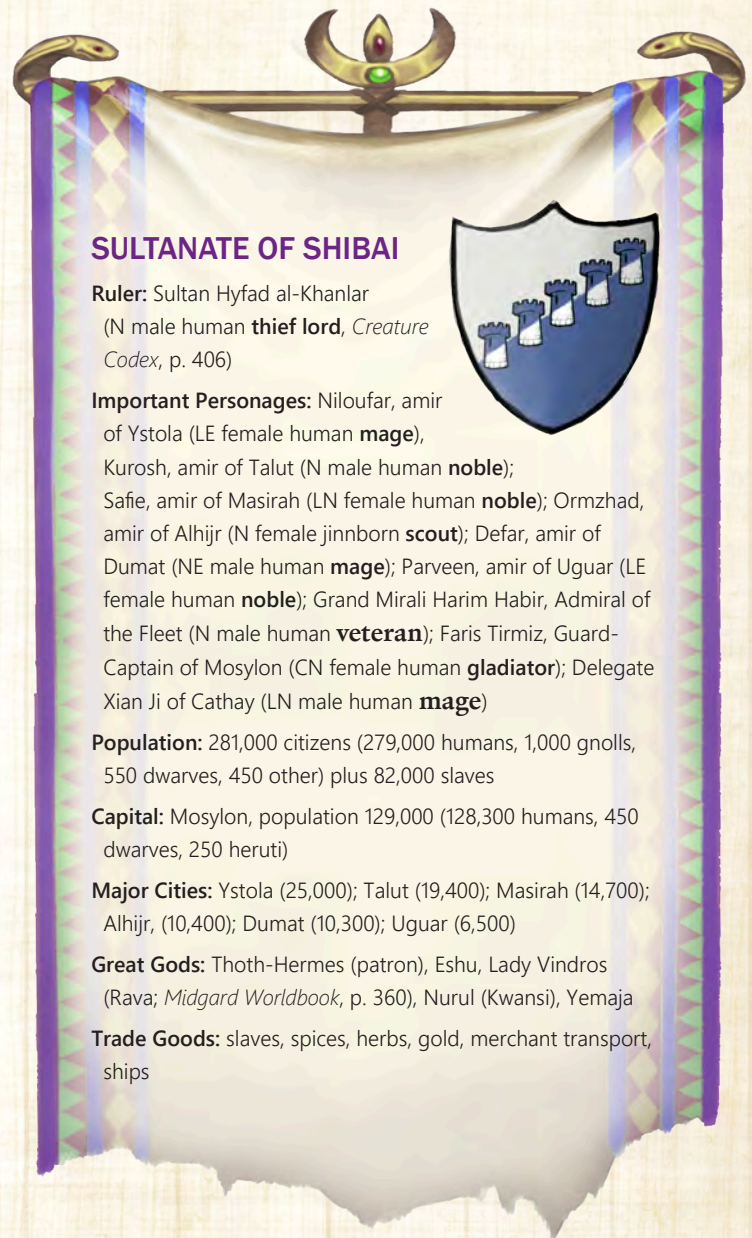 SULTANATE OF SHIBAI
Ruler: Sultan Hyfad al-Khanlar
(N male human thief lord, Creature
Codex, p. 406)
Important Personages: Niloufar, amir
of Ystola (LE female human mage),
Kurosh, amir of Talut (N male human noble);
Safie, amir of Masirah (LN female human noble); Ormzhad,
amir of Alhijr (N female jinnborn scout); Defar, amir of
Dumat (NE male human mage); Parveen, amir of Uguar (LE
female human noble); Grand Mirali Harim Habir, Admiral of
the Fleet (N male human veteran); Faris Tirmiz, Guard-
Captain of Mosylon (CN female human gladiator); Delegate
Xian Ji of Cathay (LN male human mage)
Population: 281,000 citizens (279,000 humans, 1,000 gnolls,
550 dwarves, 450 other) plus 82,000 slaves
Capital: Mosylon, population 129,000 (128,300 humans, 450
dwarves, 250 heruti)
Major Cities: Ystola (25,000); Talut (19,400); Masirah (14,700);
Alhijr, (10,400); Dumat (10,300); Uguar (6,500)
Great Gods: Thoth-Hermes (patron), Eshu, Lady Vindros
(Rava; Midgard Worldbook, p. 360), Nurul (Kwansi), Yemaja
Trade Goods: slaves, spices, herbs, gold, merchant transport,
ships